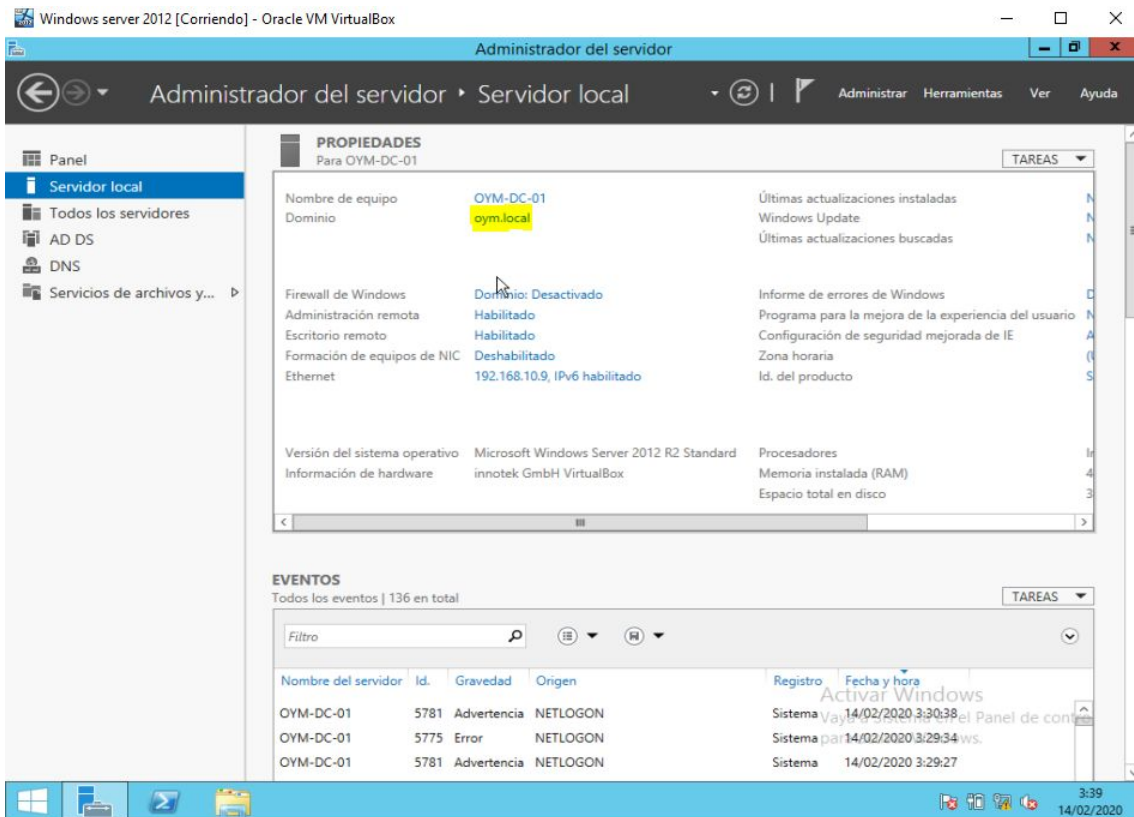 Windows server 2012 [Corriendo] - Oracle VM VirtualBox
Administrador del servidor
Administrador del servidor ‣ Servidor local
Administrar Herramientas Ver Ayuda
Panel
Servidor local
Todos los servidores
AD DS
DNS
Servicios de archivos y...
PROPIEDADES
Para OYM-DC-01
TAREAS
Nombre de equipo OYM-DC-01
Dominio oym.local
Últimas actualizaciones instaladas
Windows Update
Últimas actualizaciones buscadas
Firewall de Windows Dominio: Desactivado
Administración remota Habilitado
Escritorio remoto Habilitado
Formación de equipos de NIC Deshabilitado
Ethernet 192.168.10.9, IPv6 habilitado
Informe de errores de Windows
Programa para la mejora de la experiencia del usuario
Configuración de seguridad mejorada de IE
Zona horaria
Id. del producto
Versión del sistema operativo Microsoft Windows Server 2012 R2 Standard
Información de hardware innotek GmbH VirtualBox
Procesadores
Memoria instalada (RAM)
Espacio total en disco
EVENTOS
Todos los eventos | 136 en total
TAREAS
Filtro
Nombre del servidor Id. Gravedad Origen Registro Fecha y hora
OYM-DC-01 5781 Advertencia NETLOGON Sistema 14/02/2020 3:30:38
OYM-DC-01 5775 Error NETLOGON Sistema 14/02/2020 3:29:34
OYM-DC-01 5781 Advertencia NETLOGON Sistema 14/02/2020 3:29:27
Activar Windows
3:39
14/02/2020